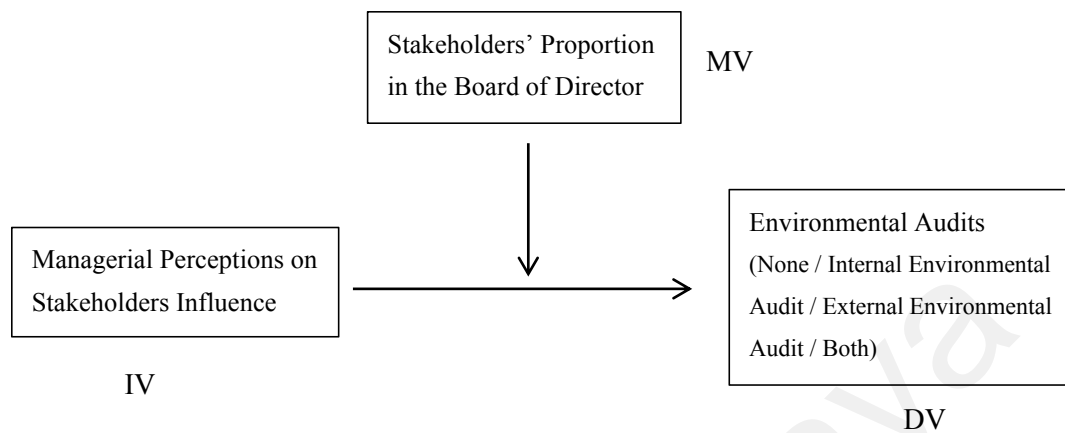 Stakeholders’ Proportion
in the Board of Director
MV
Managerial Perceptions on
Stakeholders Influence
IV
Environmental Audits
(None / Internal Environmental
Audit / External Environmental
Audit / Both)
DV